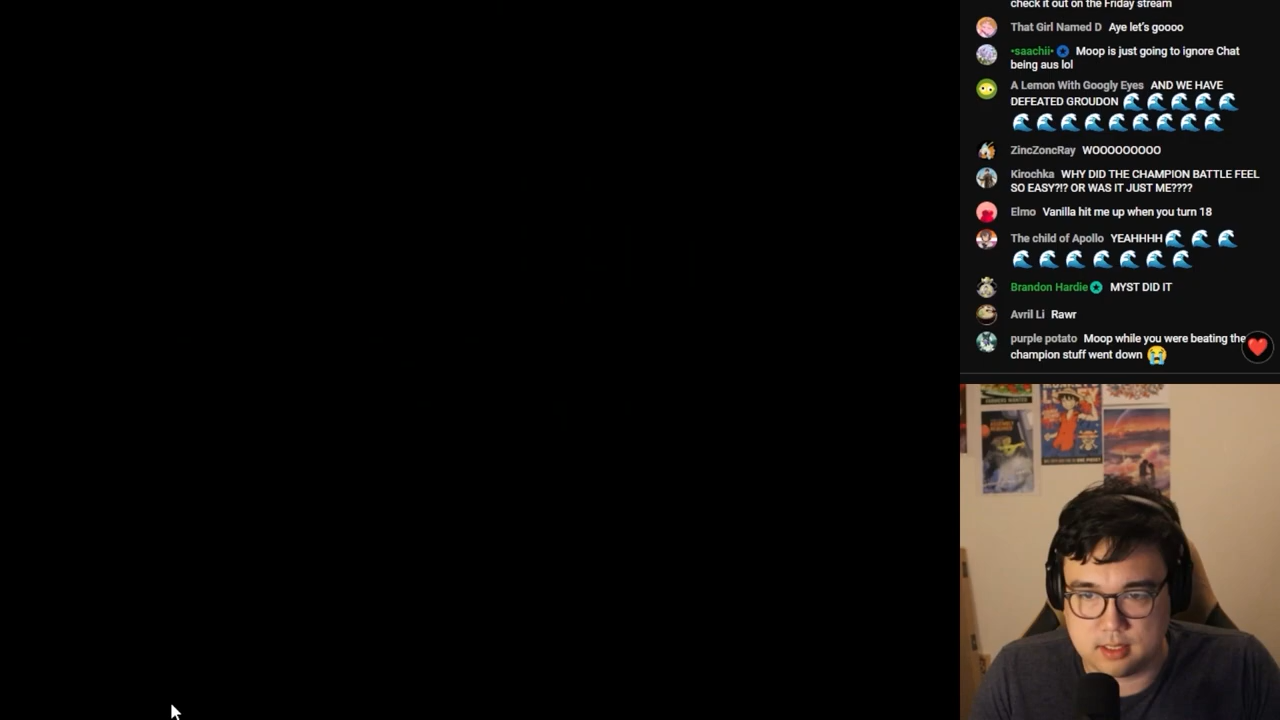 check it out on the Friday stream
That Girl Named D Aye let's goooo
•saachii• Moop is just going to ignore Chat
being aus lol
A Lemon With Googly Eyes AND WE HAVE
DEFEATED GROUDON 🌊🌊🌊🌊🌊
🌊🌊🌊🌊🌊🌊🌊🌊🌊
ZincZoncRay WOOOOOOOOO
Kirochka WHY DID THE CHAMPION BATTLE FEEL
SO EASY?!? OR WAS IT JUST ME????
Elmo Vanilla hit me up when you turn 18
The child of Apollo YEAHHHH🌊🌊🌊
🌊🌊🌊🌊🌊🌊🌊
Brandon Hardie MYST DID IT
Avril Li Rawr
purple potato Moop while you were beating the
champion stuff went down 😭